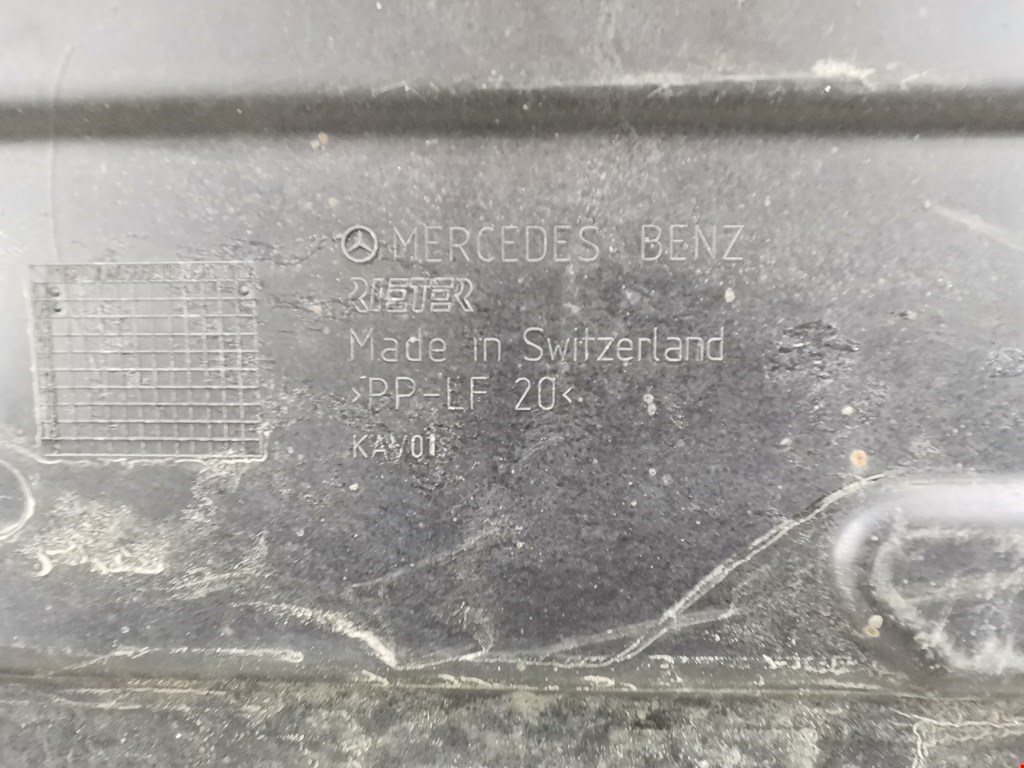 MERCEDES BENZ
RIETER
Made in Switzerland
>PP-LF 20<
KAV01